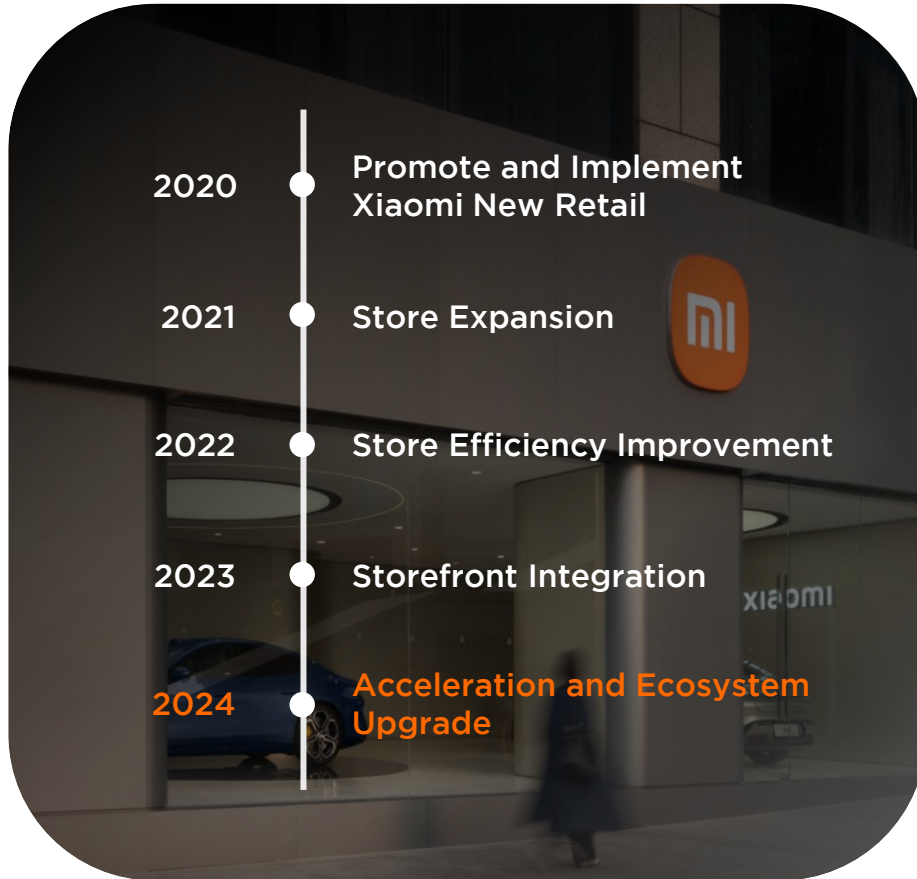 2020
Promote and Implement
Xiaomi New Retail
2021
Store Expansion
2022
Store Efficiency Improvement
2023
Storefront Integration
2024
Acceleration and Ecosystem
Upgrade
mi
xiaomi